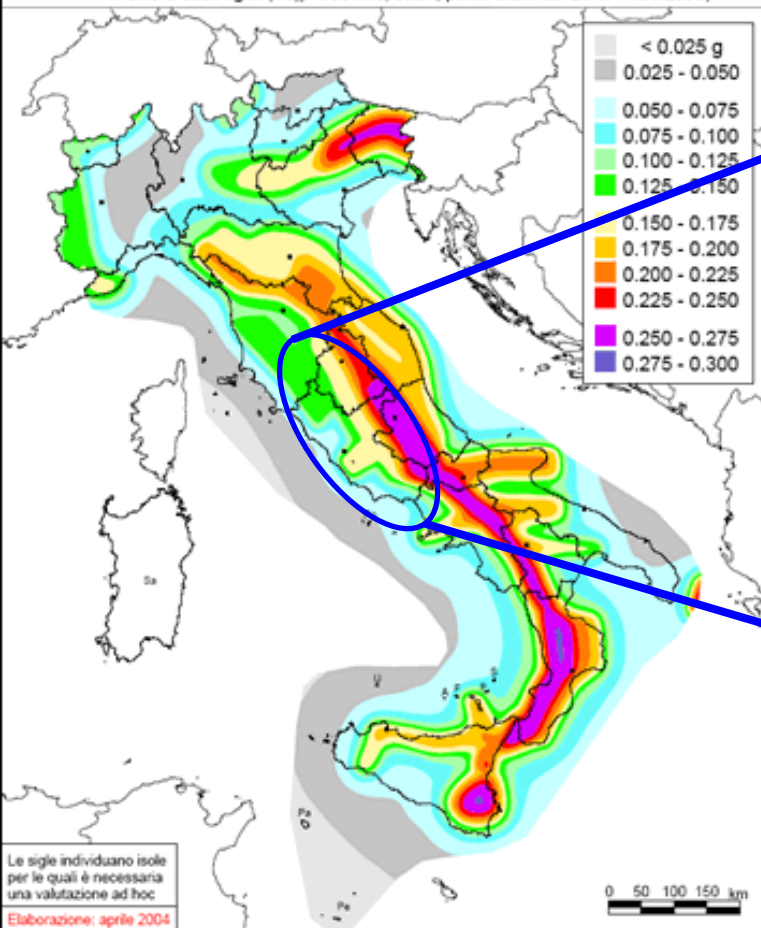 < 0.025 g
0.025 - 0.050
0.050 - 0.075
0.075 - 0.100
0.100 - 0.125
0.125 - 0.150
0.150 - 0.175
0.175 - 0.200
0.200 - 0.225
0.225 - 0.250
0.250 - 0.275
0.275 - 0.300
Sa
U
A
F
S
Pa
Pe
Le sigle individuano isole
per le quali è necessaria
una valutazione ad hoc
Elaborazione: aprile 2004
0 50 100 150 km